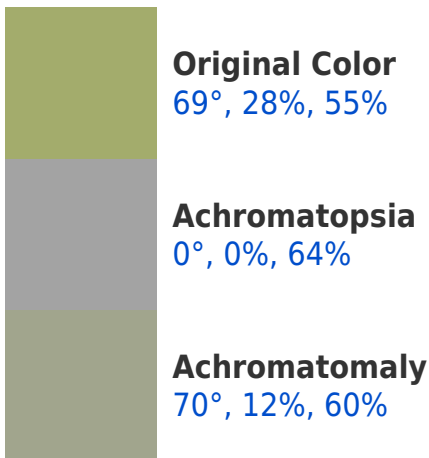 Original Color
69°, 28%, 55%
Achromatopsia
0°, 0%, 64%
Achromatomaly
70°, 12%, 60%